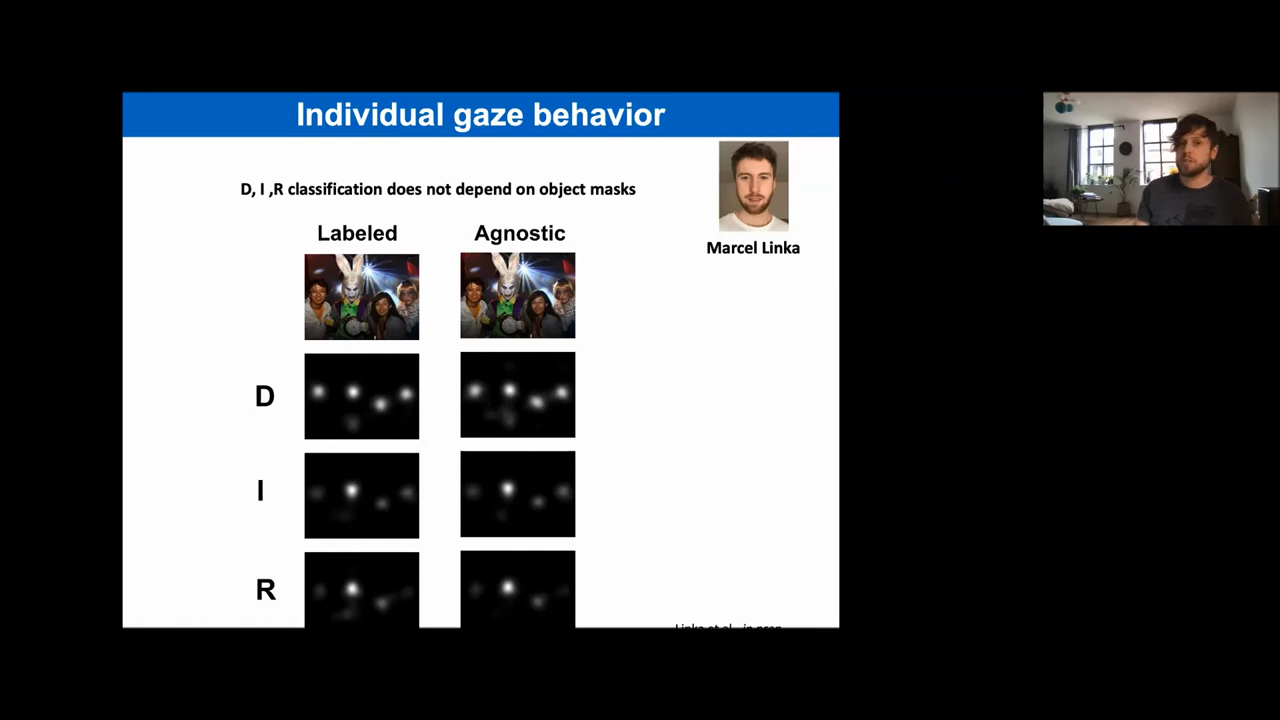 Individual gaze behavior
D, I ,R classification does not depend on object masks
Labeled
Agnostic
Marcel Linka
D
I
R